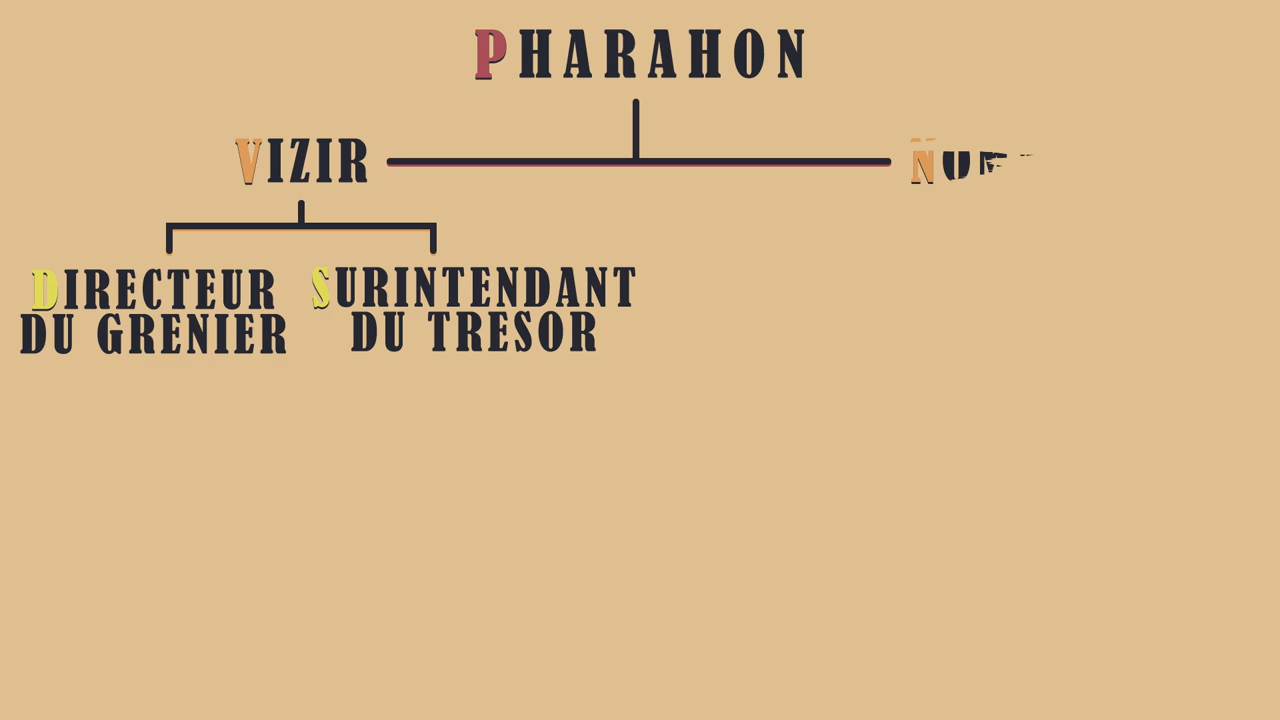 PHARAHON
VIZIR
DIRECTEUR
DU GRENIER
SURINTENDANT
DU TRESOR